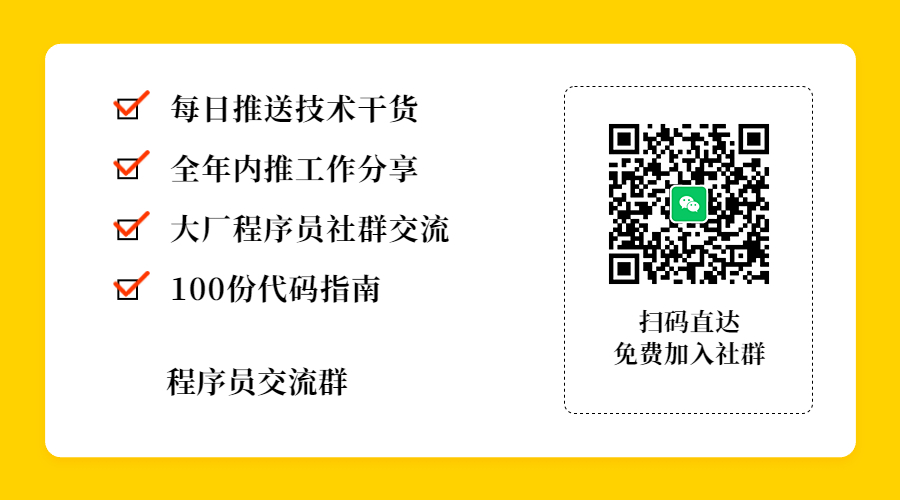 每日推送技术干货
全年内推工作分享
大厂程序员社群交流
100份代码指南
程序员交流群
扫码直达
免费加入社群